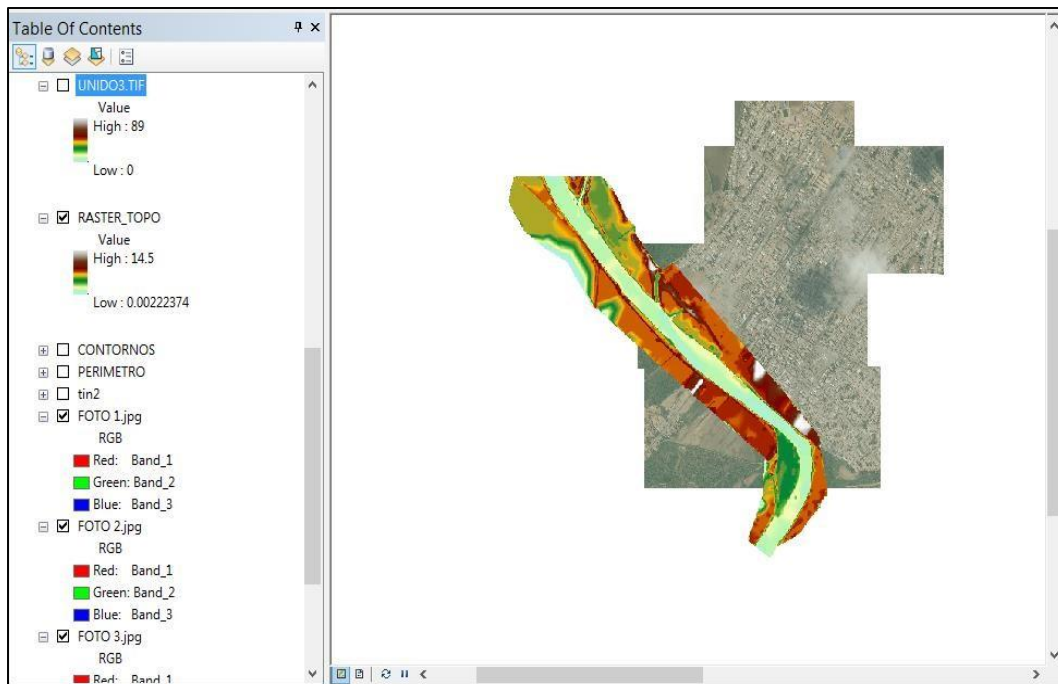 Table Of Contents
UNIDO3.TIF
Value
High : 89
Low : 0
RASTER_TOPO
Value
High : 14.5
Low : 0.00222374
CONTORNOS
PERIMETRO
tin2
FOTO 1.jpg
RGB
Red: Band_1
Green: Band_2
Blue: Band_3
FOTO 2.jpg
RGB
Red: Band_1
Green: Band_2
Blue: Band_3
FOTO 3.jpg
RGB
Red: Band_1